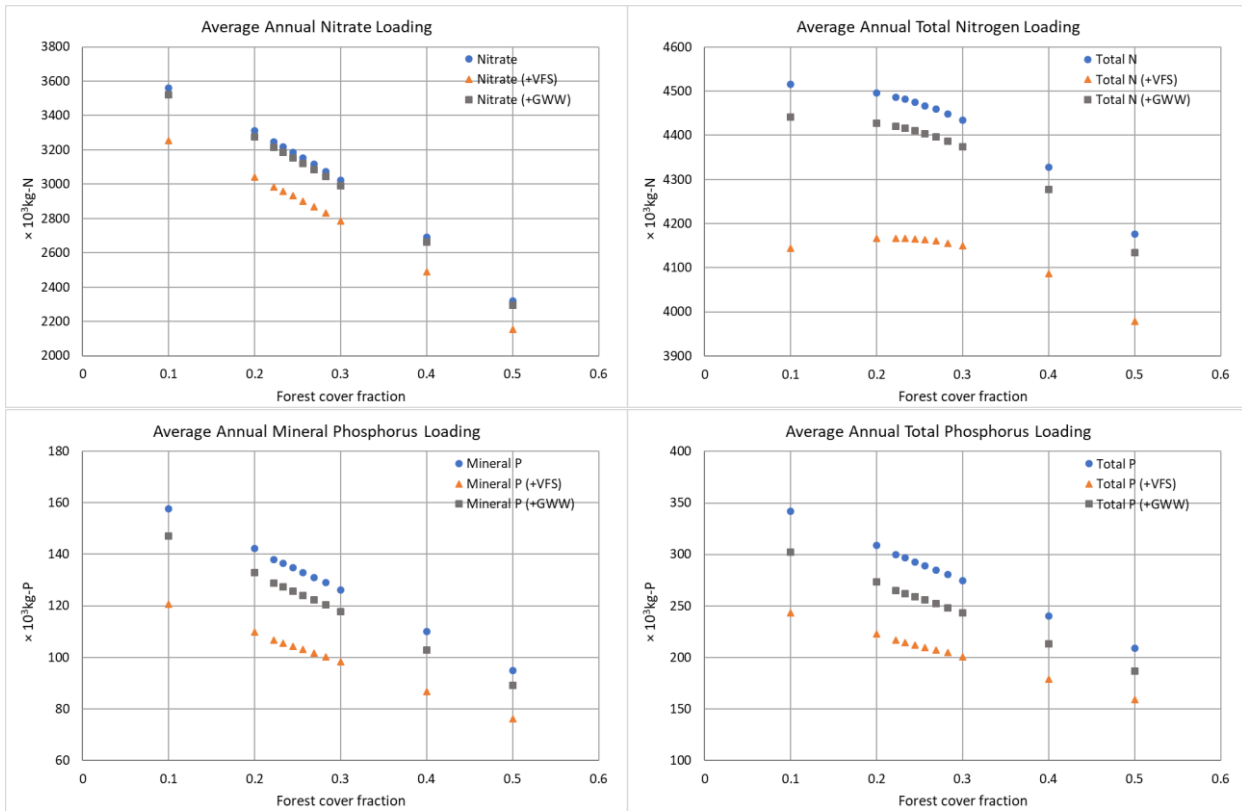 Average Annual Nitrate Loading
3800
3600
3400
3200
3000
2800
2600
2400
2200
2000
× 10³kg-N
Nitrate
Nitrate (+VFS)
Nitrate (+GWW)
0 0.1 0.2 0.3 0.4 0.5 0.6
Forest cover fraction
Average Annual Total Nitrogen Loading
4600
4500
4400
4300
4200
4100
4000
3900
× 10³kg-N
Total N
Total N (+VFS)
Total N (+GWW)
0 0.1 0.2 0.3 0.4 0.5 0.6
Forest cover fraction
Average Annual Mineral Phosphorus Loading
180
160
140
120
100
80
60
× 10³kg-P
Mineral P
Mineral P (+VFS)
Mineral P (+GWW)
0 0.1 0.2 0.3 0.4 0.5 0.6
Forest cover fraction
Average Annual Total Phosphorus Loading
400
350
300
250
200
150
100
× 10³kg-P
Total P
Total P (+VFS)
Total P (+GWW)
0 0.1 0.2 0.3 0.4 0.5 0.6
Forest cover fraction